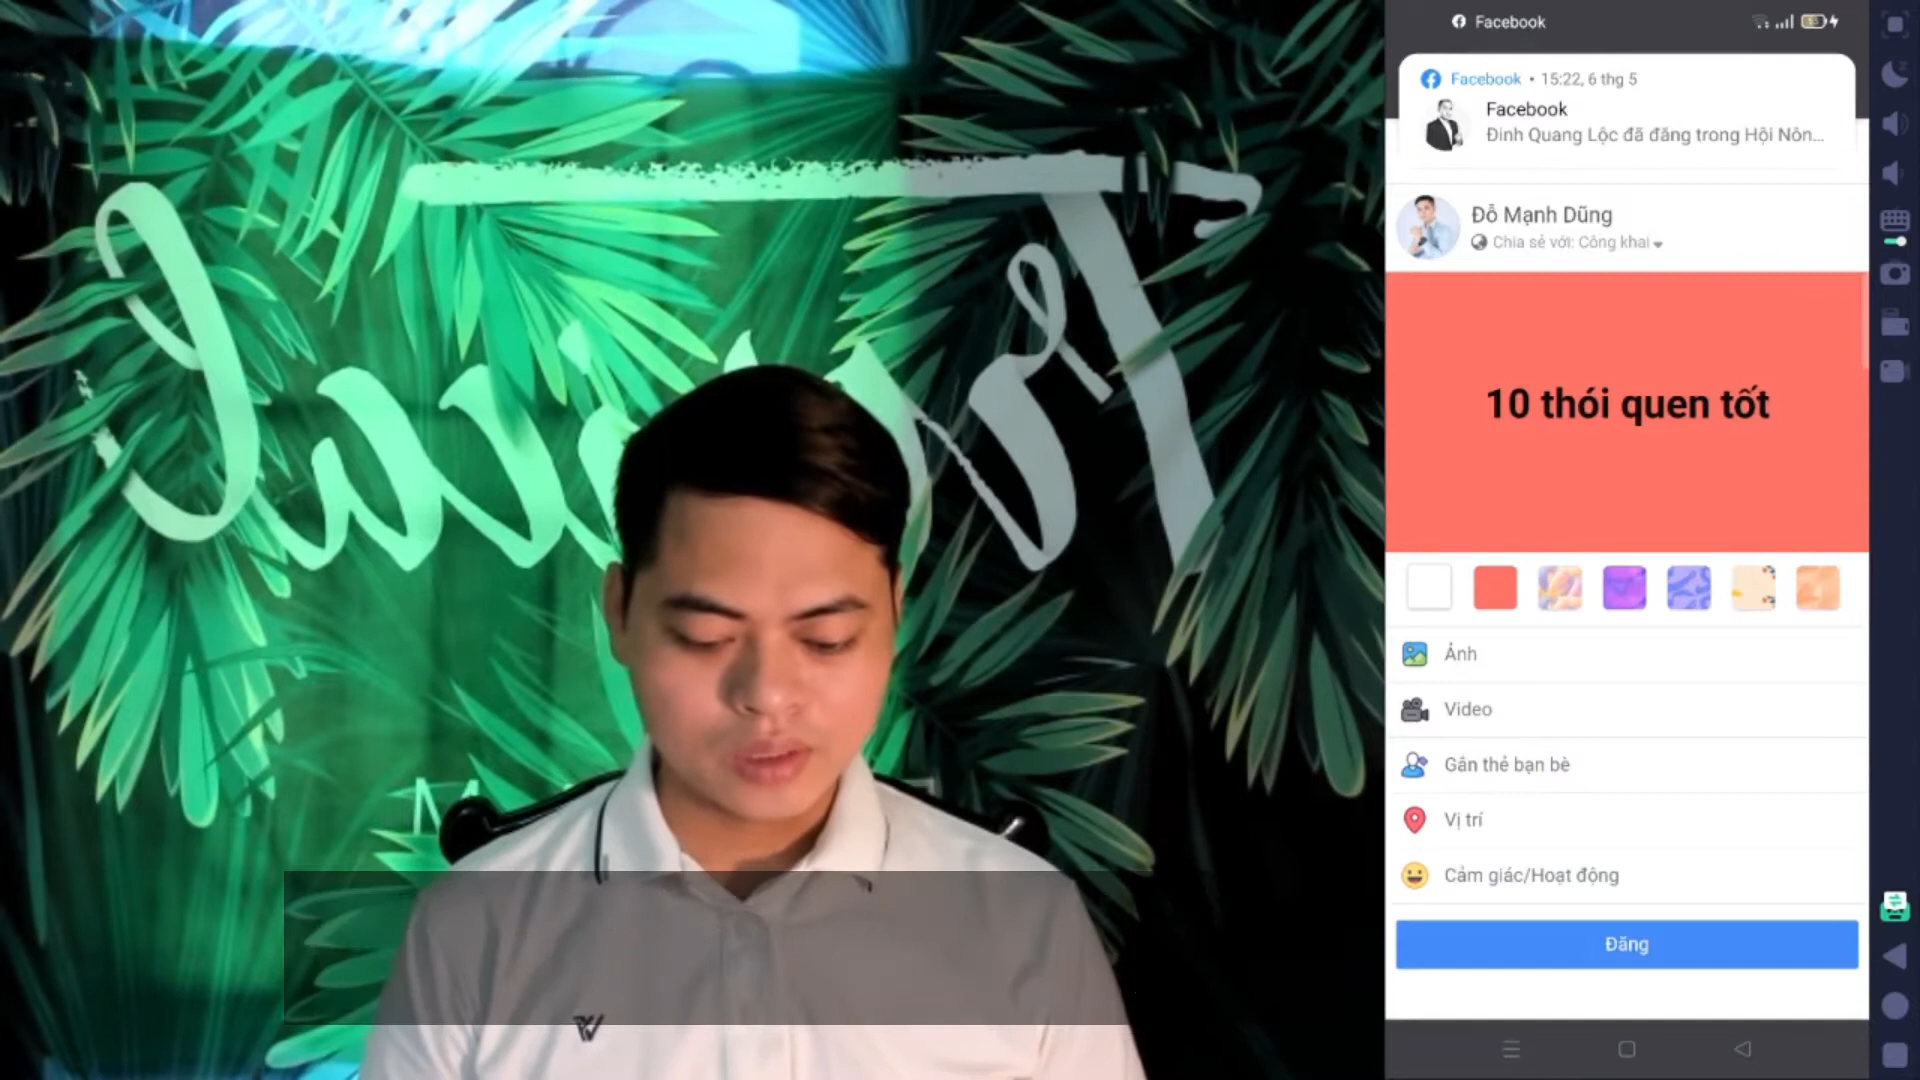 Travel
M
Facebook
Facebook • 15:22, 6 thg 5
Facebook
Đinh Quang Lộc đã đăng trong Hội Nôn...
Đỗ Mạnh Dũng
Chia sẻ với: Công khai
10 thói quen tốt
Ảnh
Video
Gắn thẻ bạn bè
Vị trí
Cảm giác/Hoạt động
Đăng